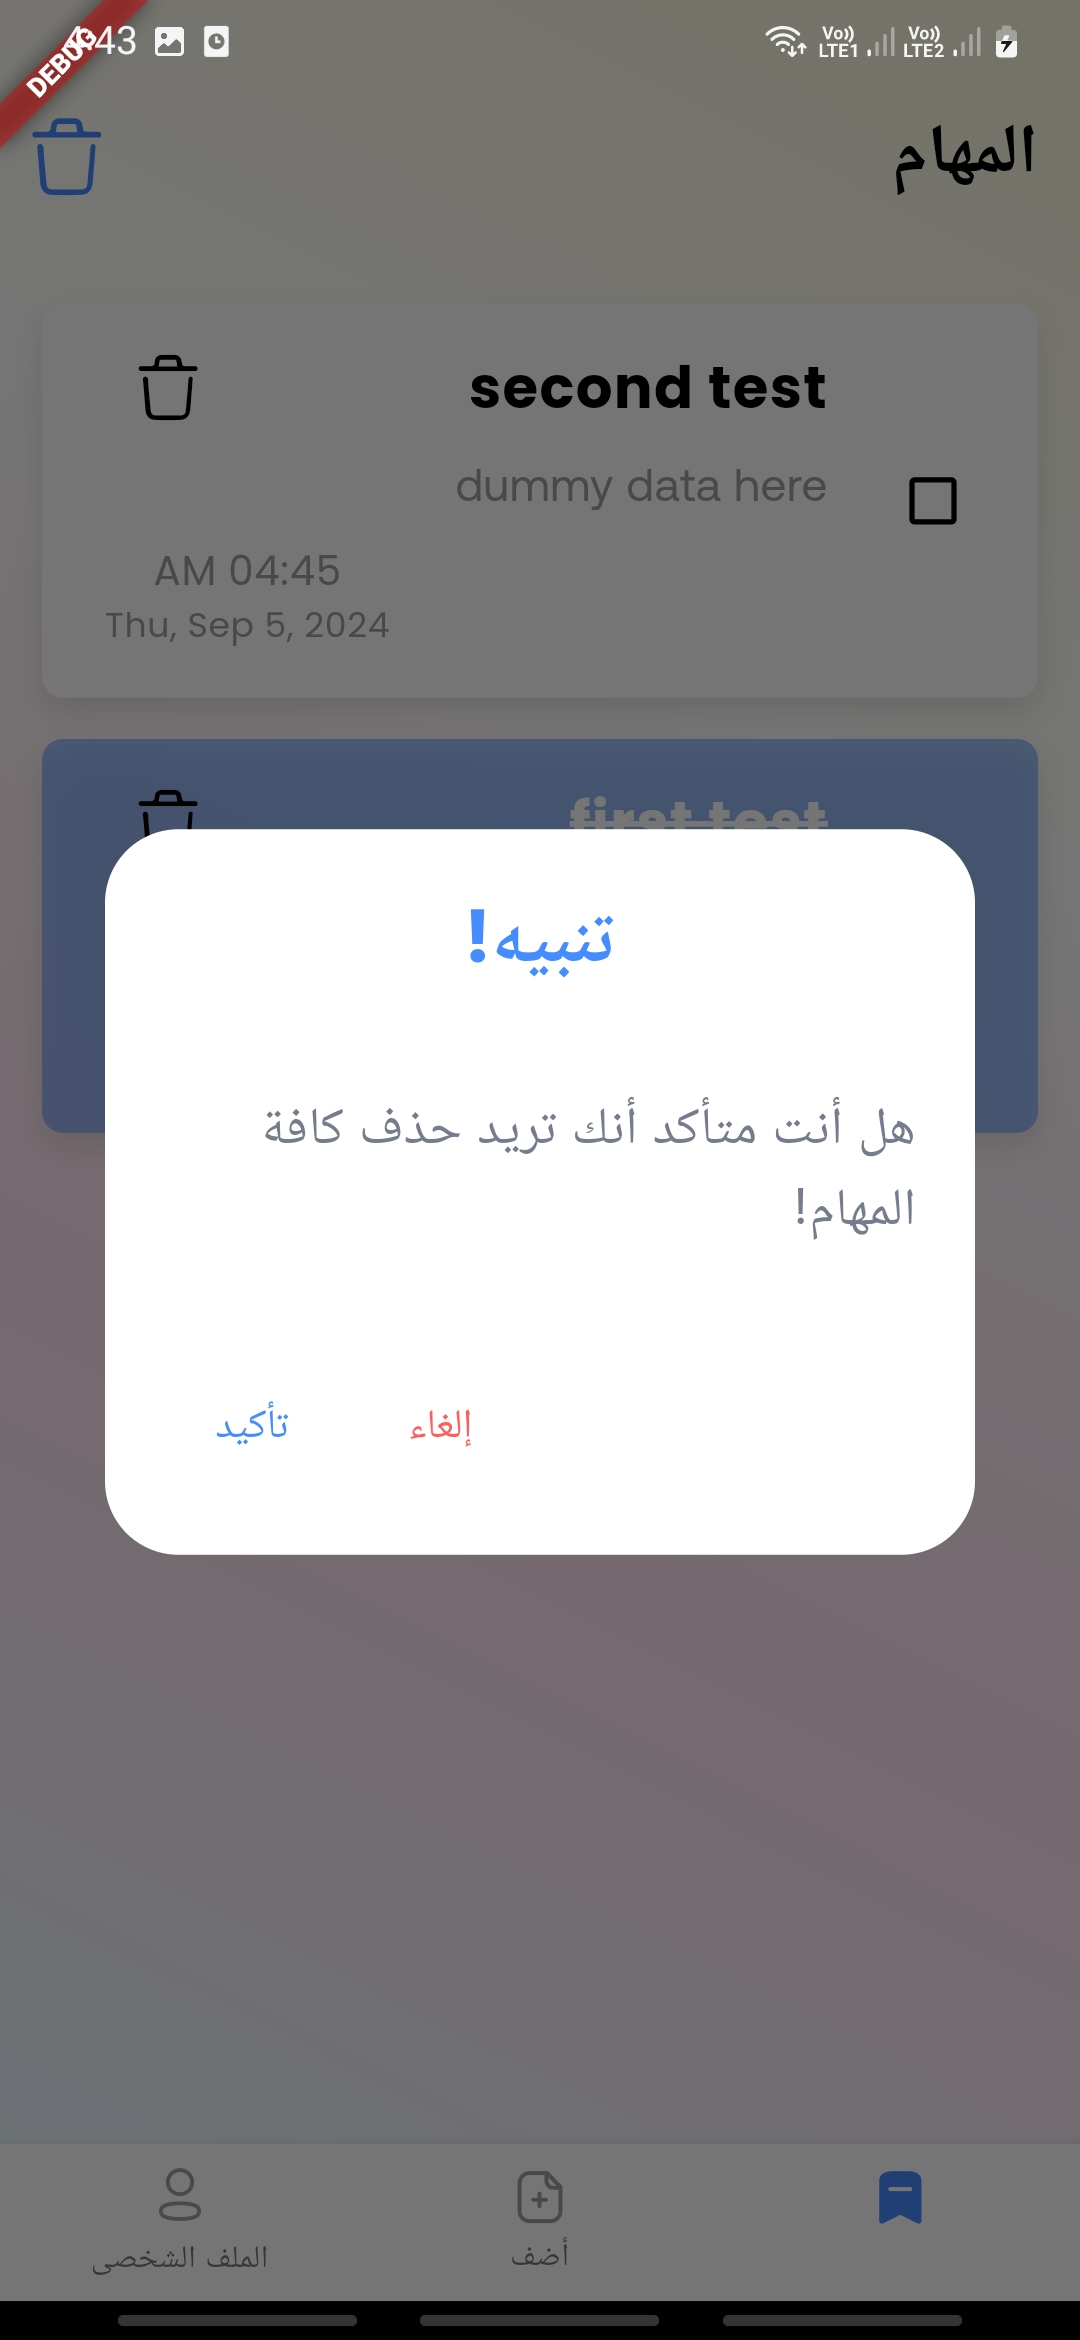 4:43
Vo)) LTE1 Vo)) LTE2
DEBUG
المهام
second test
dummy data here
AM 04:45
Thu, Sep 5, 2024
first test
تنبيه!
هل أنت متأكد أنك تريد حذف كافة
المهام!
إلغاء
تأكيد
أضف
الملف الشخصي